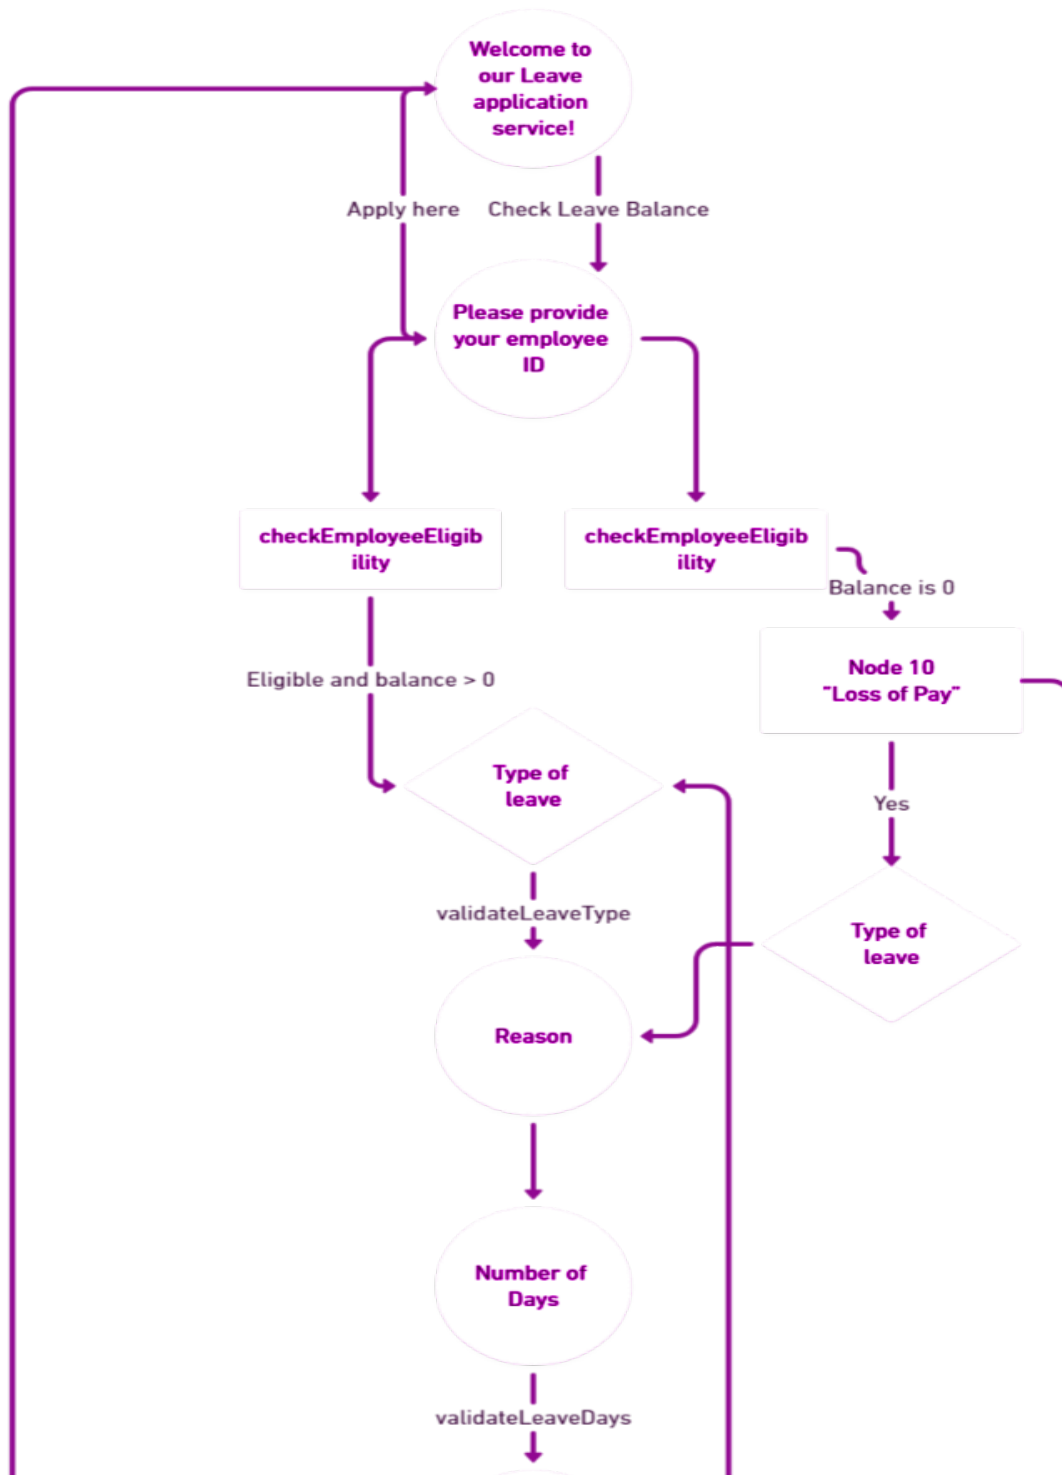 Welcome to
our Leave
application
service!
Apply here
Check Leave Balance
Please provide
your employee
ID
checkEmployeeEligib
ility
checkEmployeeEligib
ility
Balance is 0
Eligible and balance > 0
Node 10
"Loss of Pay"
Type of
leave
Yes
validateLeaveType
Type of
leave
Reason
Number of
Days
validateLeaveDays